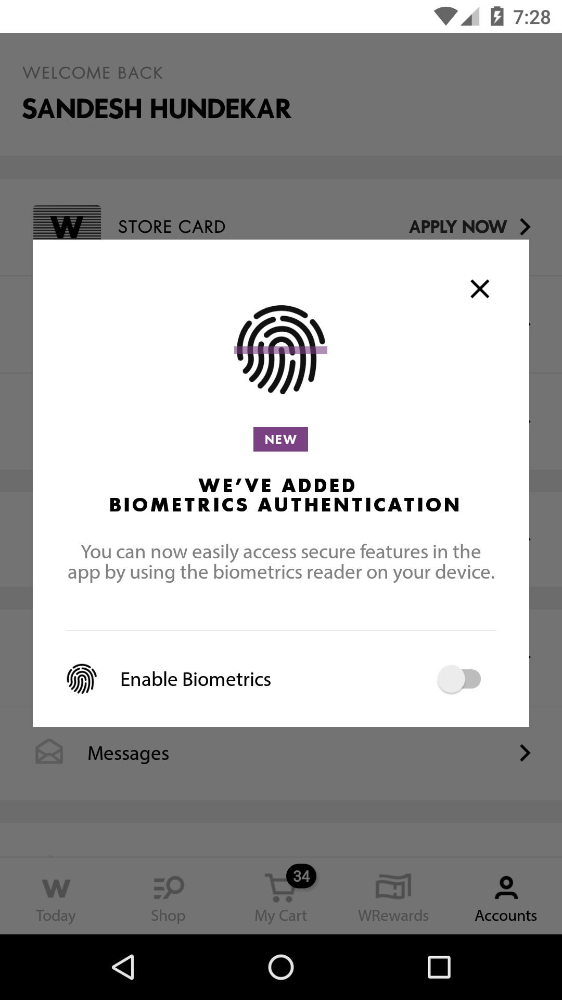 7:28
WELCOME BACK
SANDESH HUNDEKAR
W
STORE CARD
APPLY NOW
NEW
WE’VE ADDED
BIOMETRICS AUTHENTICATION
You can now easily access secure features in the
app by using the biometrics reader on your device.
Enable Biometrics
Messages
34
W
Today
Shop
My Cart
WRewards
Accounts